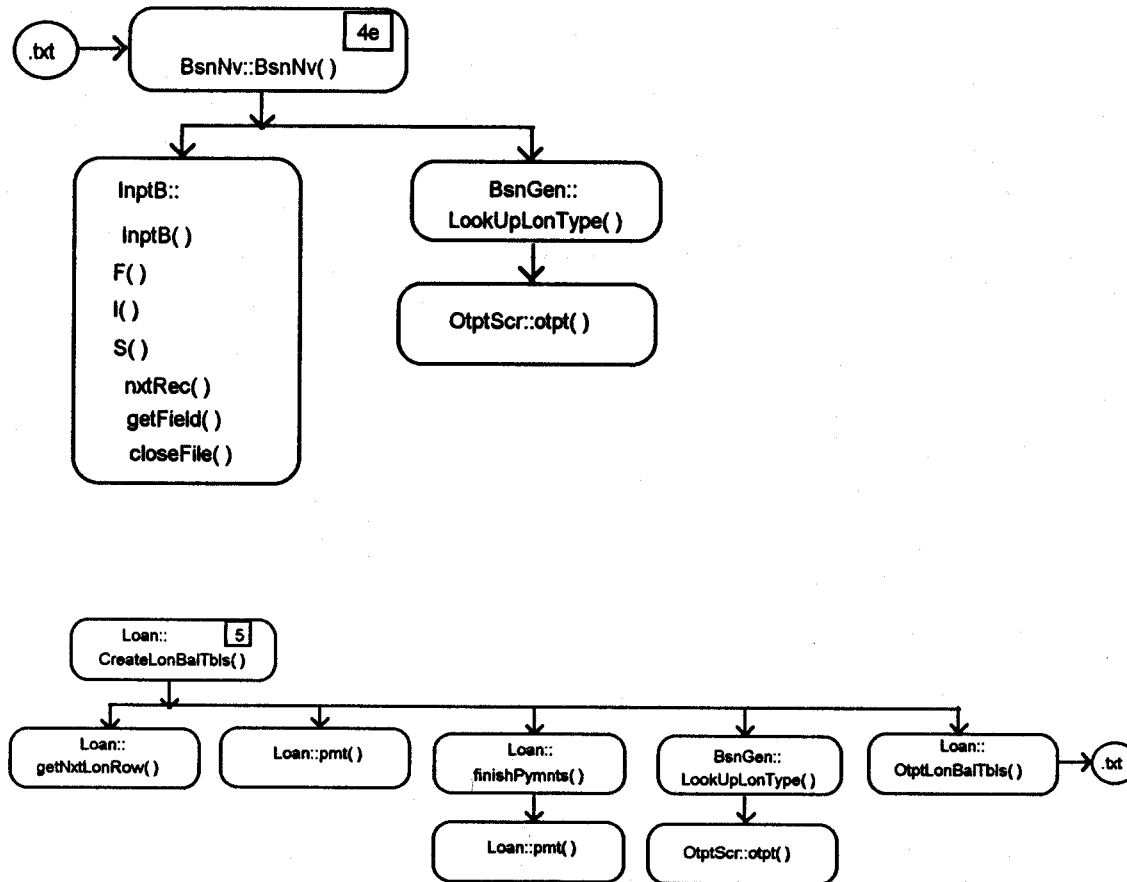 4e
.txt
BsnNv::BsnNv( )
InptB::
InptB( )
F( )
I( )
S( )
nxtRec( )
getField( )
closeFile( )
BsnGen::
LookUpLonType( )
OtptScr::otpt( )
Loan::
5
CreateLonBalTbls( )
Loan::
getNxtLonRow( )
Loan::pmt( )
Loan::
finishPymnts( )
BsnGen::
LookUpLonType( )
Loan::
OtptLonBalTbls( )
.txt
Loan::pmt( )
OtptScr::otpt( )